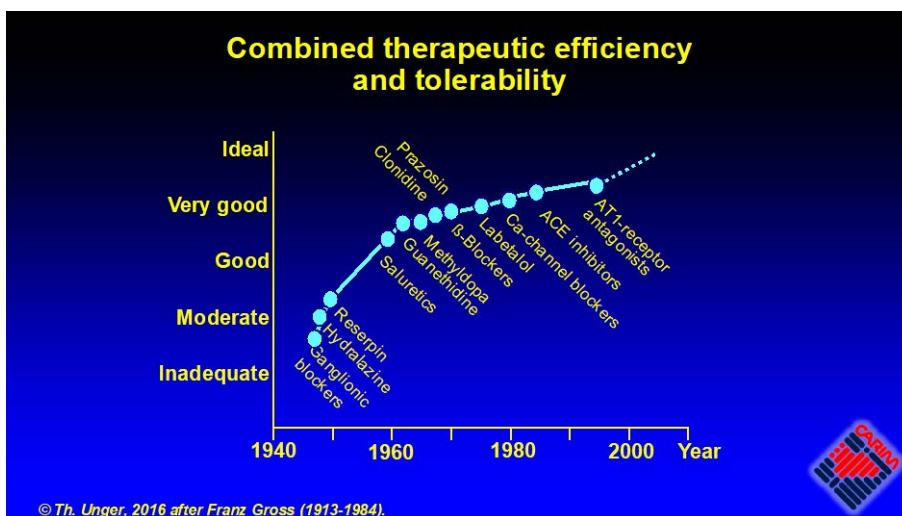 Combined therapeutic efficiency
and tolerability
Ideal
Very good
Good
Moderate
Inadequate
Prazosin
Clonidine
Ganglionic
blockers
Hydralazine
Reserpin
Saluretics
Guanethidine
Methyldopa
ß-Blockers
Labetalol
Ca-channel blockers
ACE inhibitors
AT1-receptor
antagonists
1940
1960
1980
2000
Year
CARIM
© Th. Unger, 2016 after Franz Gross (1913-1984).